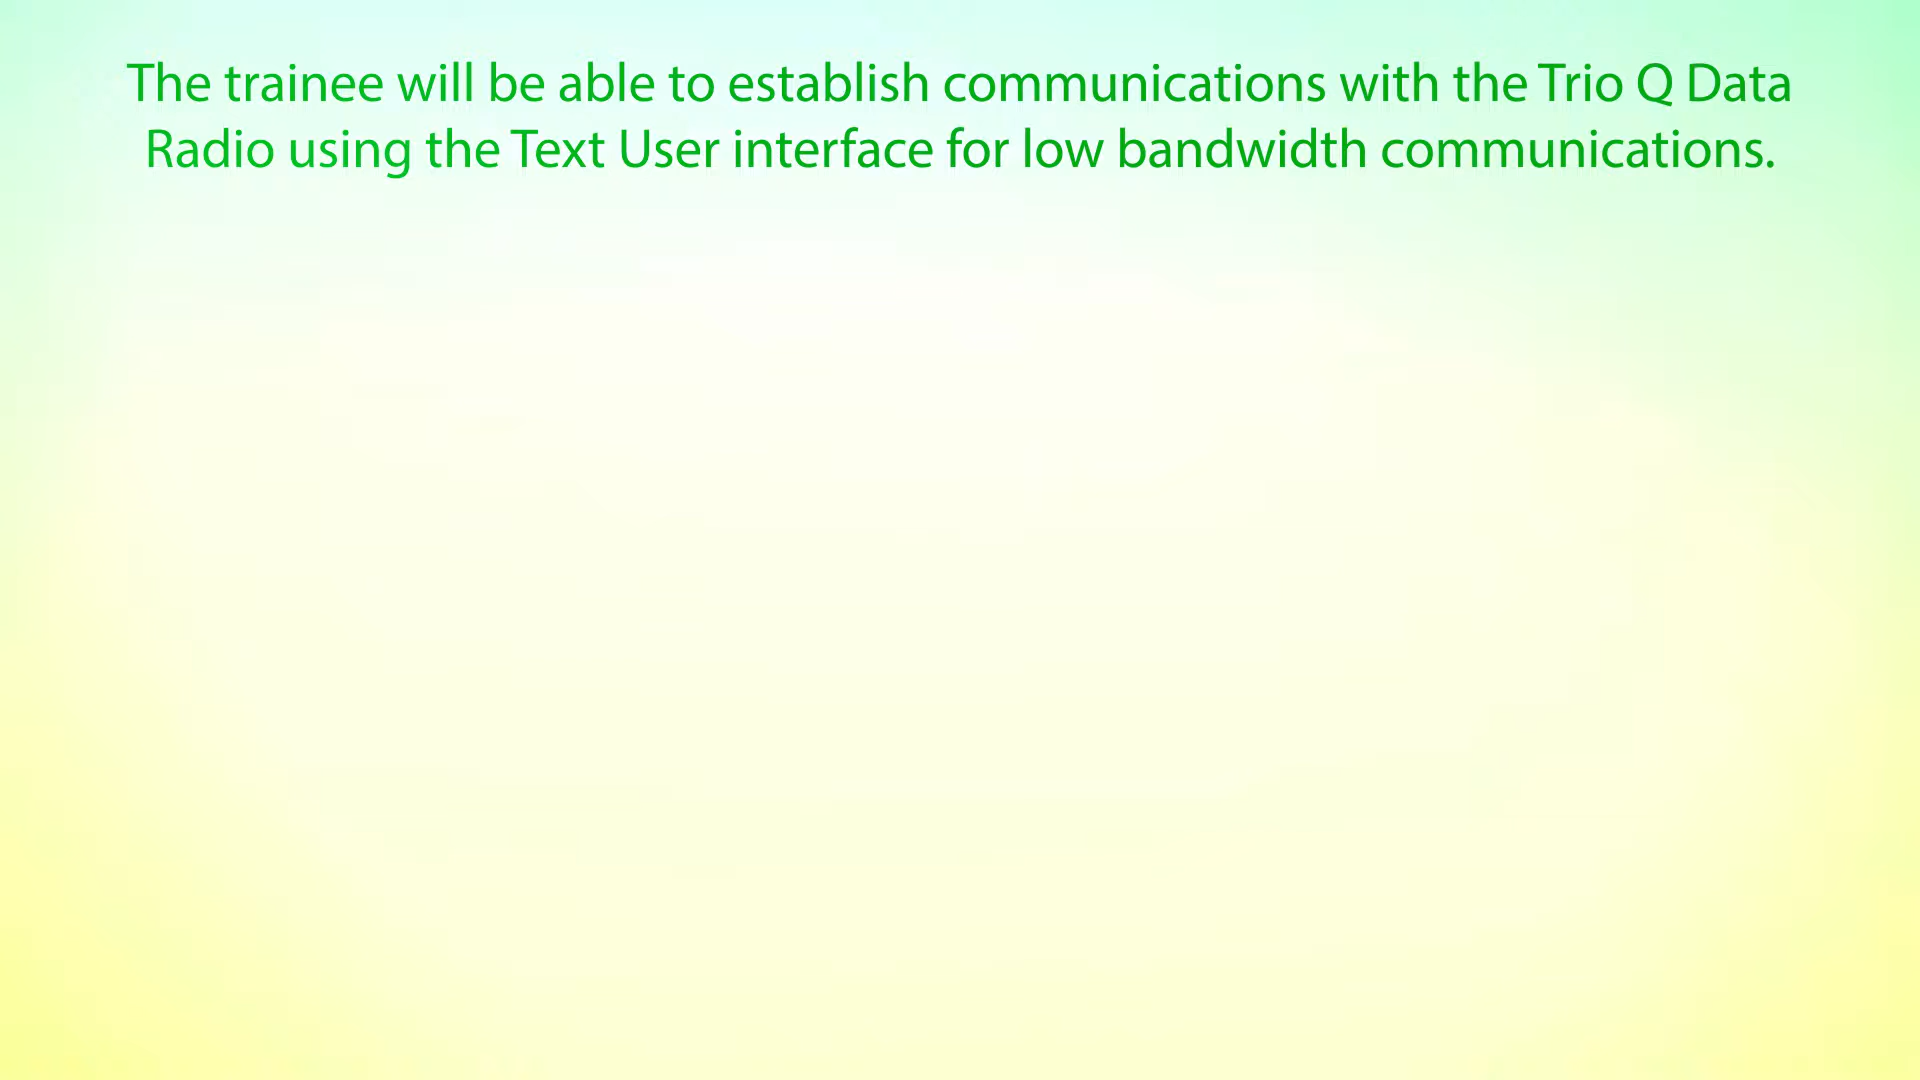 The trainee will be able to establish communications with the Trio Q Data
Radio using the Text User interface for low bandwidth communications.